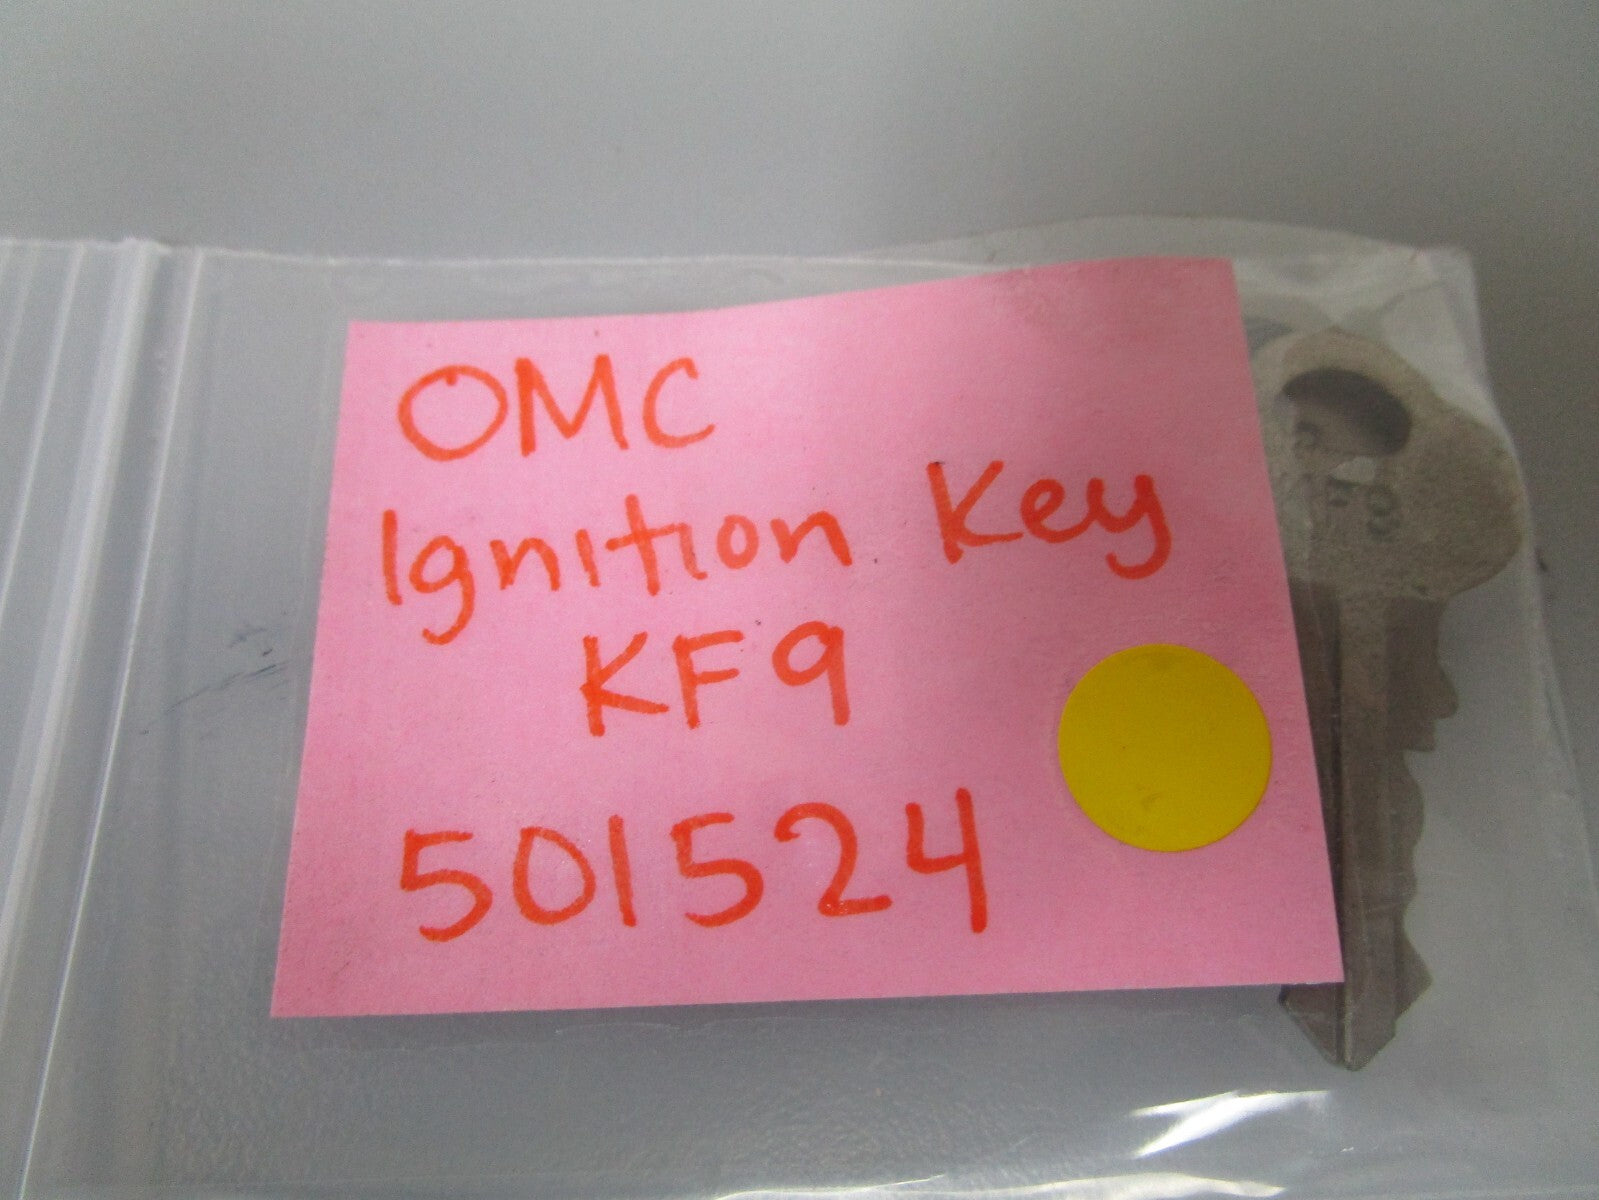 OMC
Ignition Key
KF9
501524